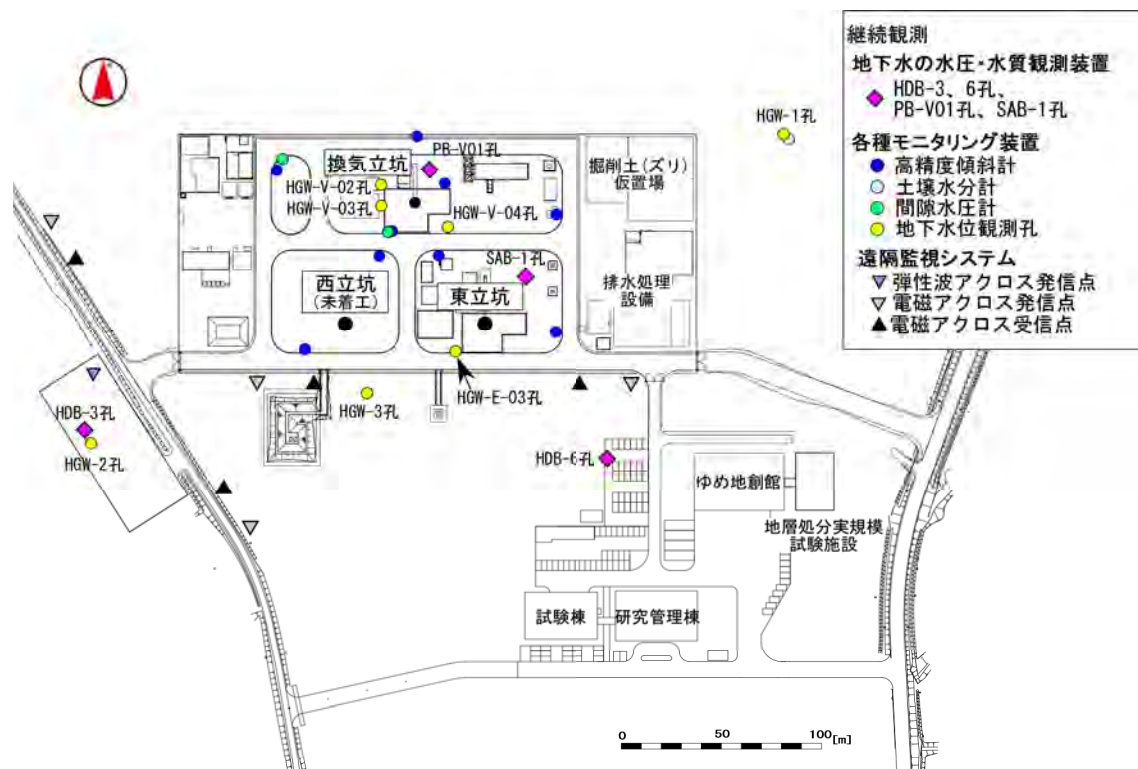 継続観測
地下水の水圧・水質観測装置
HDB-3、6孔、
PB-V01孔、SAB-1孔
各種モニタリング装置
高精度傾斜計
土壌水分計
間隙水圧計
地下水位観測孔
遠隔監視システム
弾性波アクロス発信点
電磁アクロス発信点
電磁アクロス受信点
HGW-1孔
PB-V01孔
換気立坑
掘削土(ズリ)
仮置場
HGW-V-02孔
HGW-V-03孔
HGW-V-04孔
SAB-1孔
西立坑
(未着工)
東立坑
排水処理
設備
HGW-E-03孔
HGW-3孔
HDB-3孔
HGW-2孔
HDB-6孔
ゆめ地創館
地層処分実規模
試験施設
試験棟
研究管理棟
0 50 100[m]